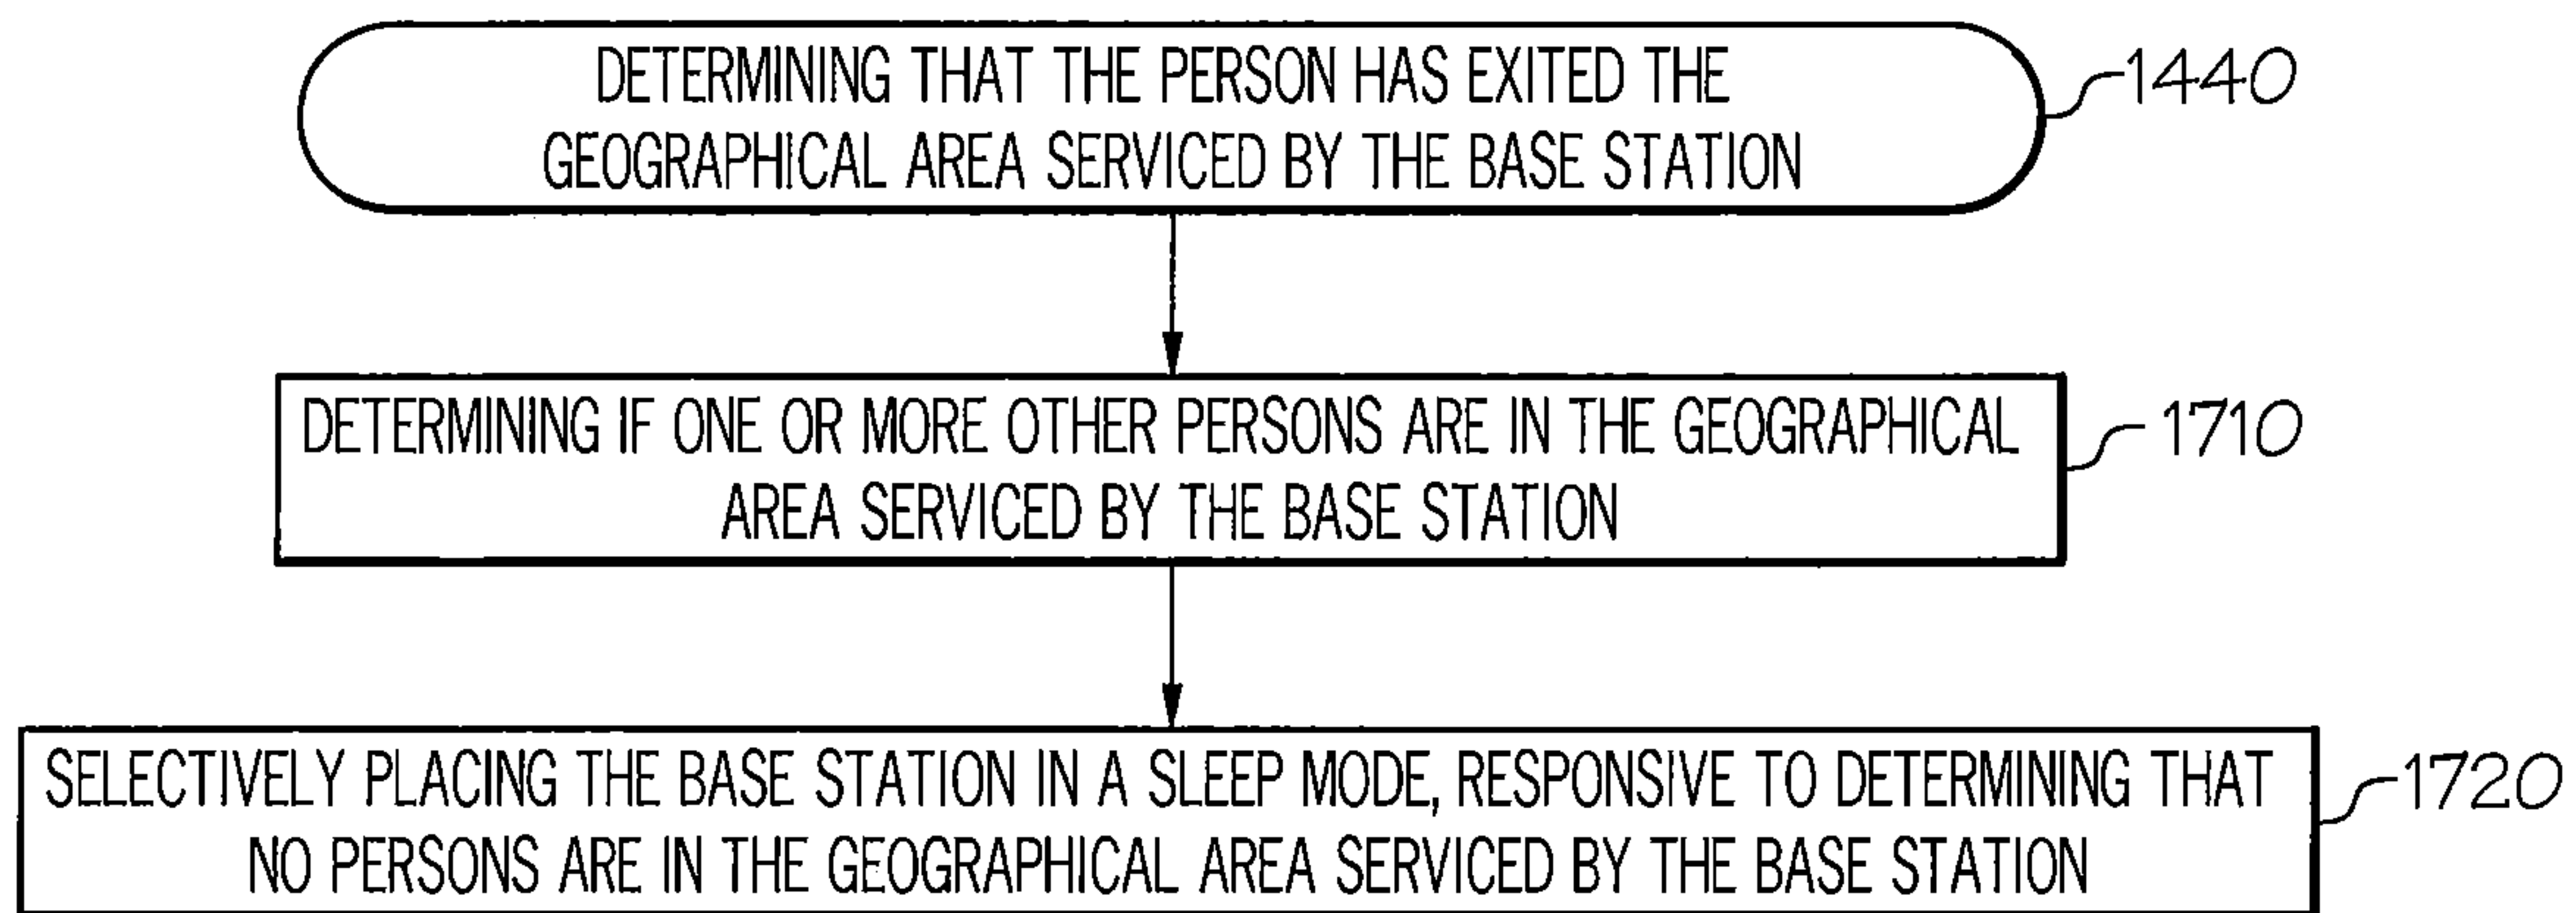 DETERMINING THAT THE PERSON HAS EXITED THE
GEOGRAPHICAL AREA SERVICED BY THE BASE STATION
1440
DETERMINING IF ONE OR MORE OTHER PERSONS ARE IN THE GEOGRAPHICAL
AREA SERVICED BY THE BASE STATION
1710
SELECTIVELY PLACING THE BASE STATION IN A SLEEP MODE, RESPONSIVE TO DETERMINING THAT
NO PERSONS ARE IN THE GEOGRAPHICAL AREA SERVICED BY THE BASE STATION
1720